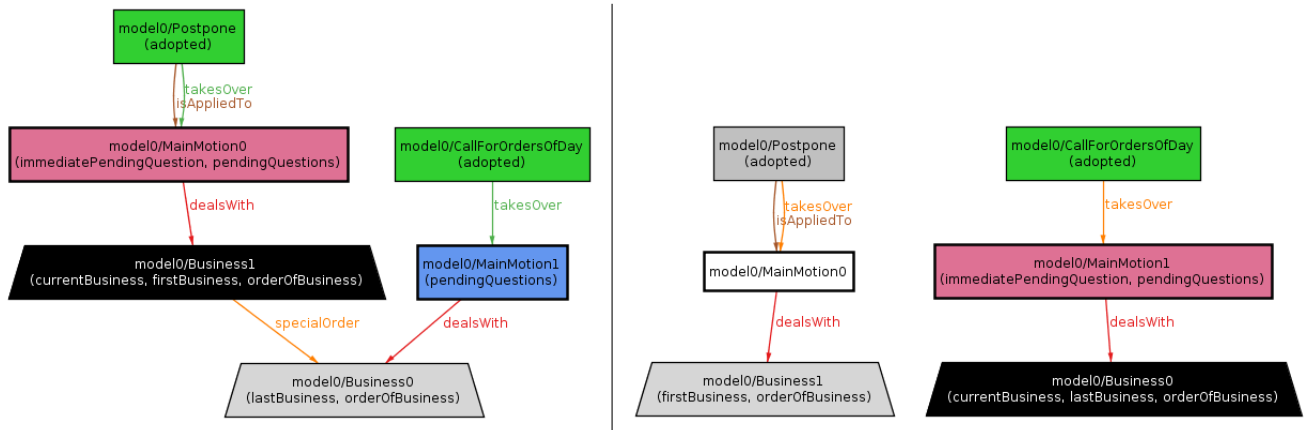 model0/Postpone
(adopted)
takesOver
isAppliedTo
model0/MainMotion0
(immediatePendingQuestion, pendingQuestions)
model0/CallForOrdersOfDay
(adopted)
dealsWith
takesOver
model0/Business1
(currentBusiness, firstBusiness, orderOfBusiness)
model0/MainMotion1
(pendingQuestions)
specialOrder
dealsWith
model0/Business0
(lastBusiness, orderOfBusiness)
model0/Postpone
(adopted)
model0/CallForOrdersOfDay
(adopted)
takesOver
isAppliedTo
takesOver
model0/MainMotion0
model0/MainMotion1
(immediatePendingQuestion, pendingQuestions)
dealsWith
dealsWith
model0/Business1
(firstBusiness, orderOfBusiness)
model0/Business0
(currentBusiness, lastBusiness, orderOfBusiness)